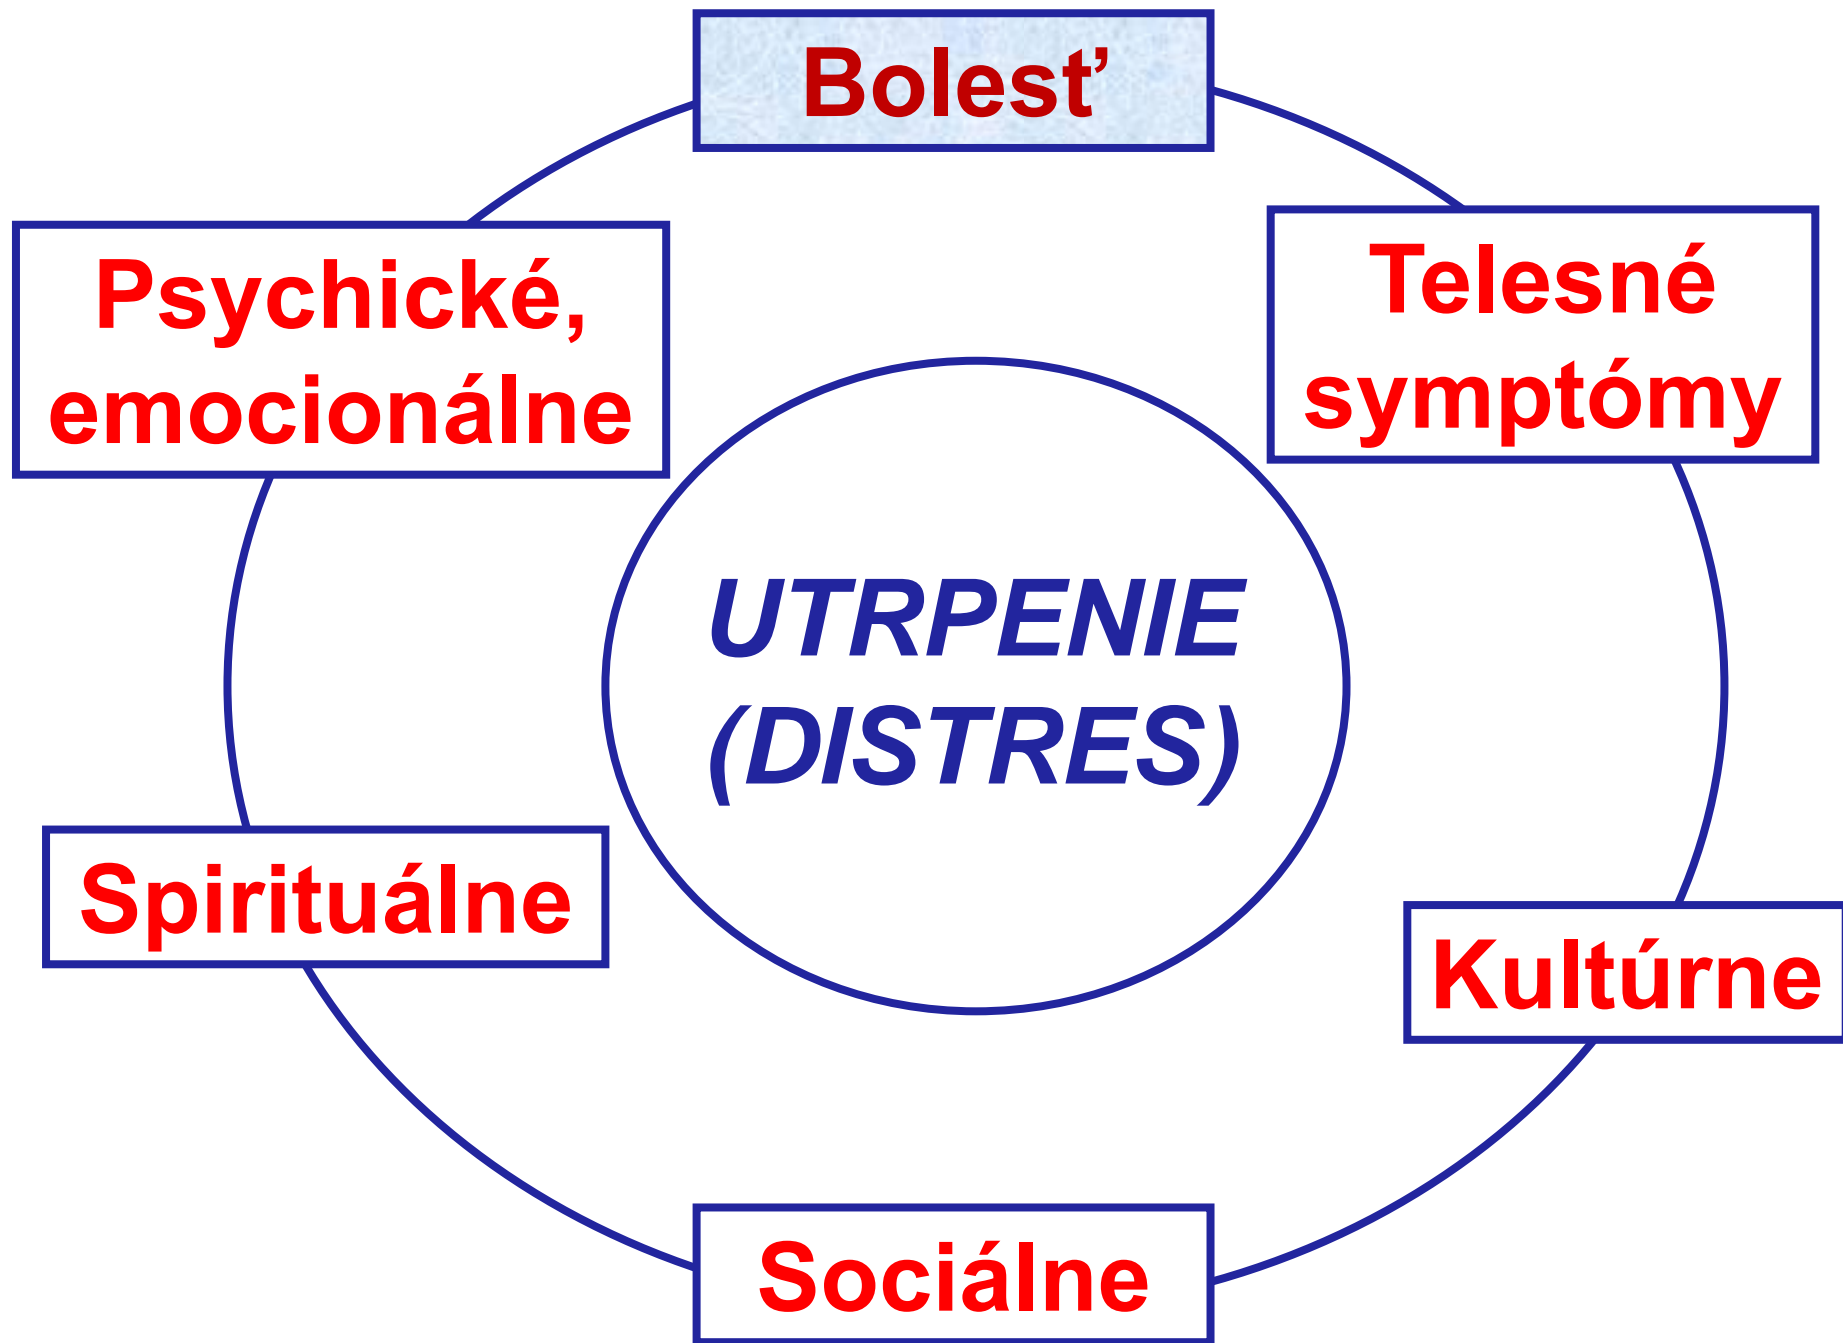 Bolesť
Psychické,
emocionálne
Telesné
symptómy
UTRPENIE
(DISTRES)
Spirituálne
Kultúrne
Sociálne